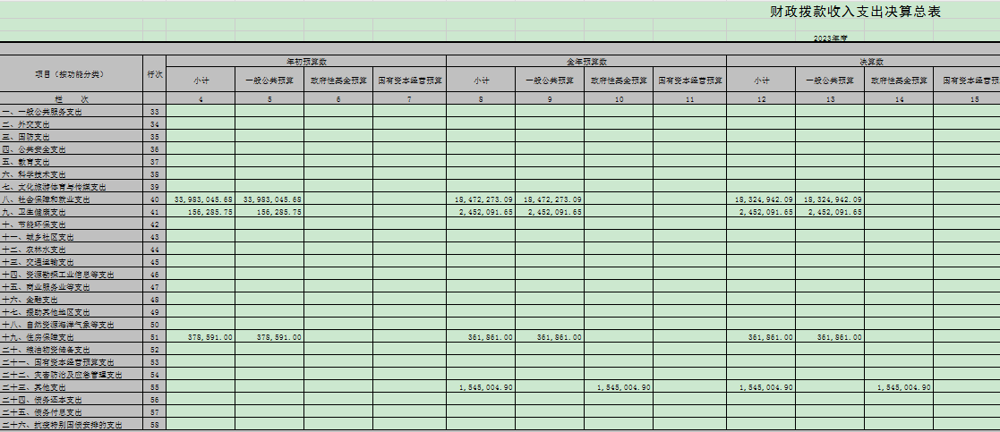 财政拨款收入支出决算总表
2023年度
项目（按功能分类） 行次 年初预算数 全年预算数 决算数
小计 一般公共预算 政府性基金预算 国有资本经营预算 小计 一般公共预算 政府性基金预算 国有资本经营预算 小计 一般公共预算 政府性基金预算 国有资本经营预
栏 次 4 5 6 7 8 9 10 11 12 13 14 15
一、一般公共服务支出 33
二、外交支出 34
三、国防支出 35
四、公共安全支出 36
五、教育支出 37
六、科学技术支出 38
七、文化旅游体育与传媒支出 39
八、社会保障和就业支出 40 33,983,045.68 33,983,045.68 18,472,273.09 18,472,273.09 18,324,942.09 18,324,942.09
九、卫生健康支出 41 156,285.75 156,285.75 2,452,091.65 2,452,091.65 2,452,091.65 2,452,091.65
十、节能环保支出 42
十一、城乡社区支出 43
十二、农林水支出 44
十三、交通运输支出 45
十四、资源勘探工业信息等支出 46
十五、商业服务业等支出 47
十六、金融支出 48
十七、援助其他地区支出 49
十八、自然资源海洋气象等支出 50
十九、住房保障支出 51 378,591.00 378,591.00 361,861.00 361,861.00 361,861.00 361,861.00
二十、粮油物资储备支出 52
二十一、国有资本经营预算支出 53
二十二、灾害防治及应急管理支出 54
二十三、其他支出 55 1,545,004.90 1,545,004.90 1,545,004.90 1,545,004.90
二十四、债务还本支出 56
二十五、债务付息支出 57
二十六、抗疫特别国债安排的支出 58